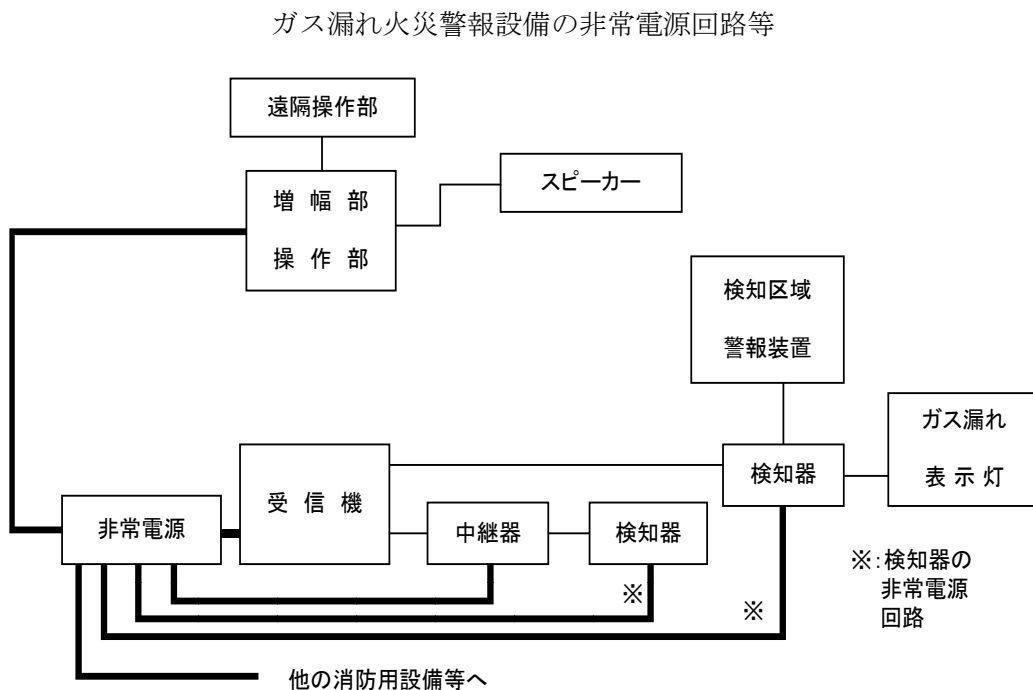 ガス漏れ火災警報設備の非常電源回路等
遠隔操作部
増幅部
操作部
スピーカー
検知区域
警報装置
ガス漏れ
表示灯
検知器
受信機
非常電源
中継器
検知器
※
※
※:検知器の
非常電源
回路
他の消防用設備等へ